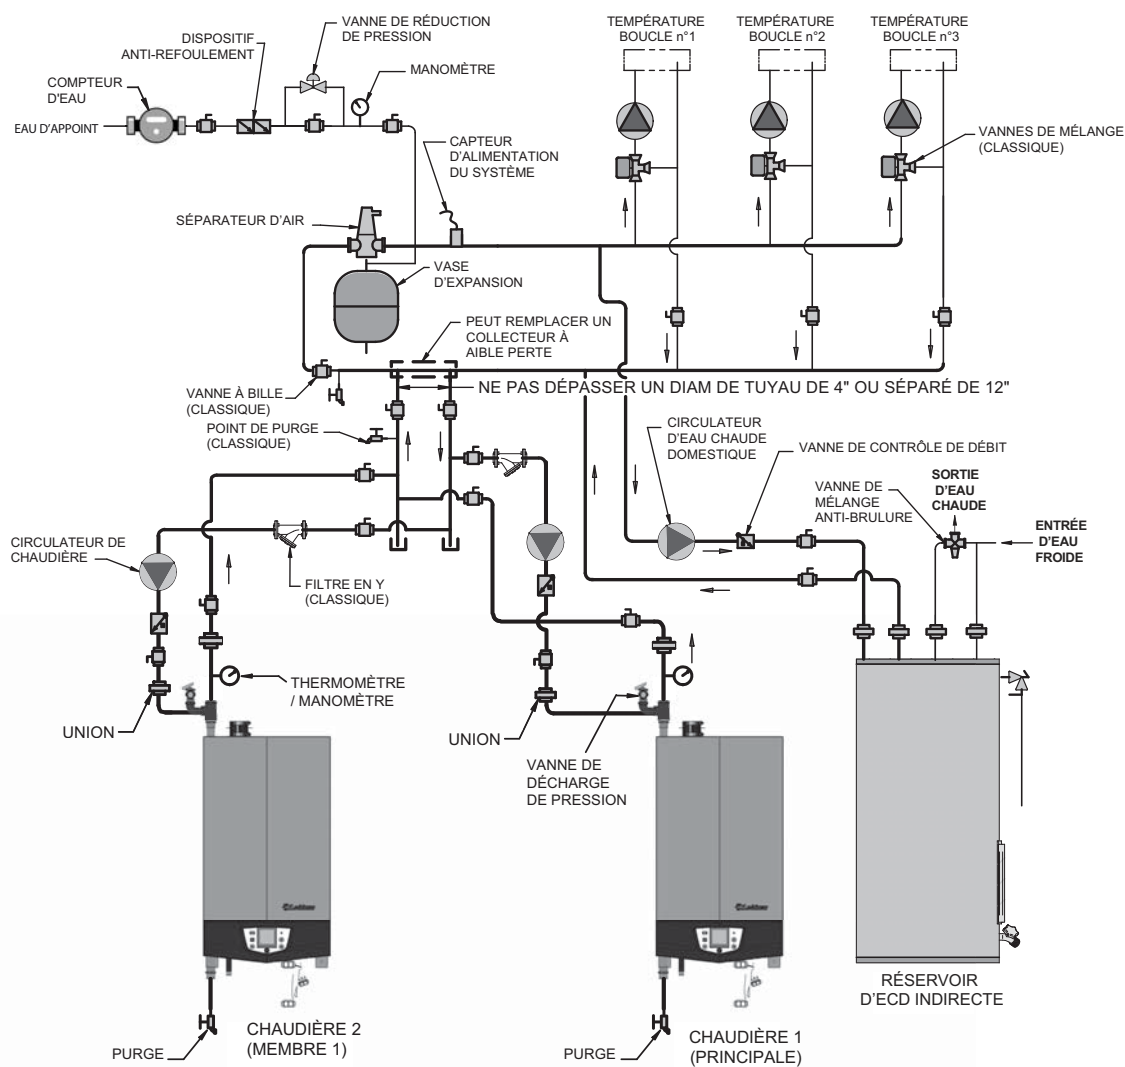 VANNE DE RÉDUCTION
DE PRESSION
DISPOSITIF
ANTI-REFOULEMENT
MANOMÈTRE
COMPTEUR
D'EAU
EAU D'APPOINT
TEMPÉRATURE
BOUCLE n°1
TEMPÉRATURE
BOUCLE n°2
TEMPÉRATURE
BOUCLE n°3
VANNES DE MÉLANGE
(CLASSIQUE)
CAPTEUR
D'ALIMENTATION
DU SYSTÈME
SÉPARATEUR D'AIR
VASE
D'EXPANSION
PEUT REMPLACER UN
COLLECTEUR À
AIBLE PERTE
NE PAS DÉPASSER UN DIAM DE TUYAU DE 4" OU SÉPARÉ DE 12"
VANNE À BILLE
(CLASSIQUE)
POINT DE PURGE
(CLASSIQUE)
CIRCULATEUR
D'EAU CHAUDE
DOMESTIQUE
VANNE DE CONTRÔLE DE DÉBIT
VANNE DE
MÉLANGE
ANTI-BRULURE
SORTIE
D'EAU
CHAUDE
ENTRÉE
D'EAU
FROIDE
CIRCULATEUR DE
CHAUDIÈRE
FILTRE EN Y
(CLASSIQUE)
THERMOMÈTRE
/ MANOMÈTRE
UNION
UNION
VANNE DE
DÉCHARGE
DE PRESSION
Lochinvar
Lochinvar
RÉSERVOIR
D'ECD INDIRECTE
CHAUDIÈRE 2
(MEMBRE 1)
PURGE
CHAUDIÈRE 1
(PRINCIPALE)
PURGE